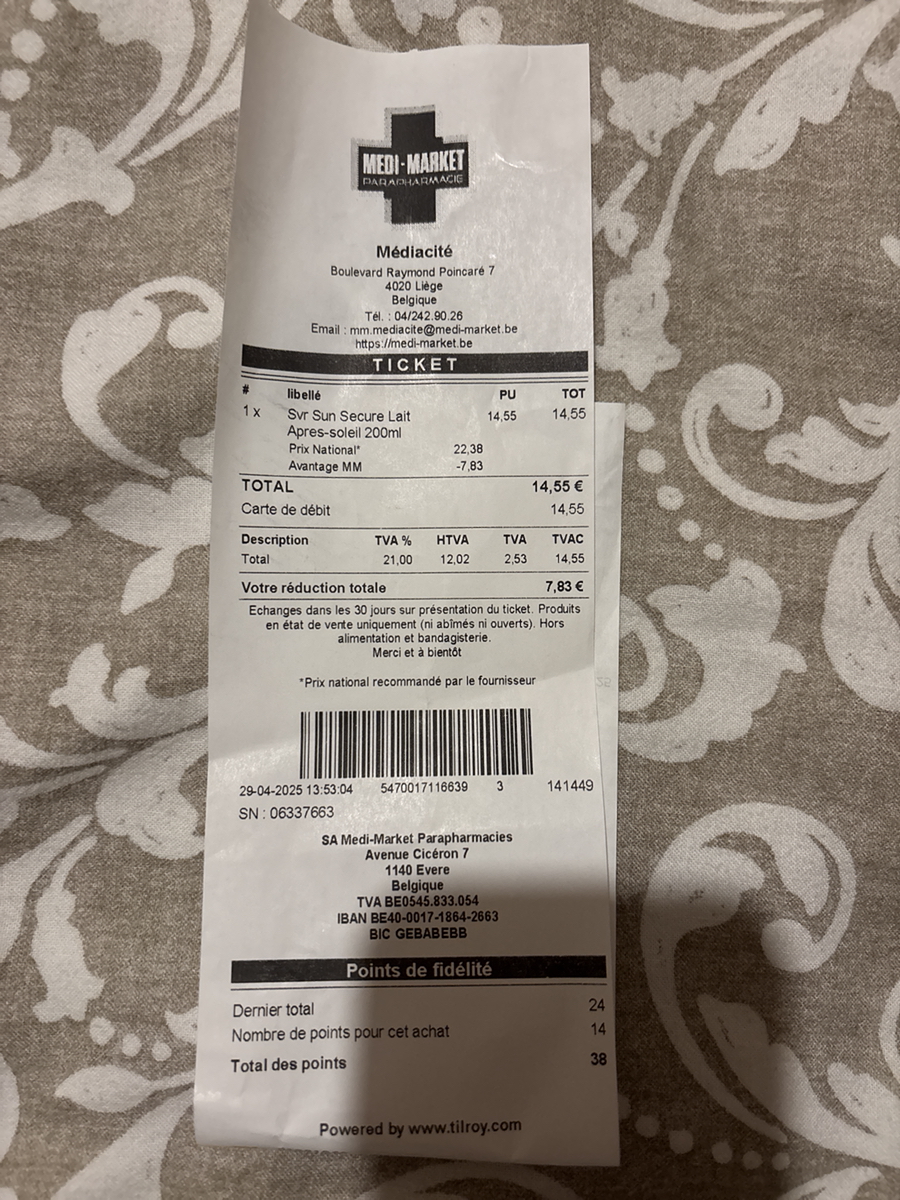 MEDI-MARKET
PARAPHARMACIE
Médiacité
Boulevard Raymond Poincaré 7
4020 Liège
Belgique
Tél. : 04/242.90.26
Email : mm.mediacite@medi-market.be
https://medi-market.be
TICKET
# libellé PU TOT
1 x Svr Sun Secure Lait 14,55 14,55
Apres-soleil 200ml
Prix National* 22,38
Avantage MM -7,83
TOTAL 14,55 €
Carte de débit 14,55
Description TVA % HTVA TVA TVAC
Total 21,00 12,02 2,53 14,55
Votre réduction totale 7,83 €
Echanges dans les 30 jours sur présentation du ticket. Produits
en état de vente uniquement (ni abîmés ni ouverts). Hors
alimentation et bandagisterie.
Merci et à bientôt
*Prix national recommandé par le fournisseur
29-04-2025 13:53:04 5470017116639 3 141449
SN : 06337663
SA Medi-Market Parapharmacies
Avenue Cicéron 7
1140 Evere
Belgique
TVA BE0545.833.054
IBAN BE40-0017-1864-2663
BIC GEBABEBB
Points de fidélité
Dernier total 24
Nombre de points pour cet achat 14
Total des points 38
Powered by www.tilroy.com